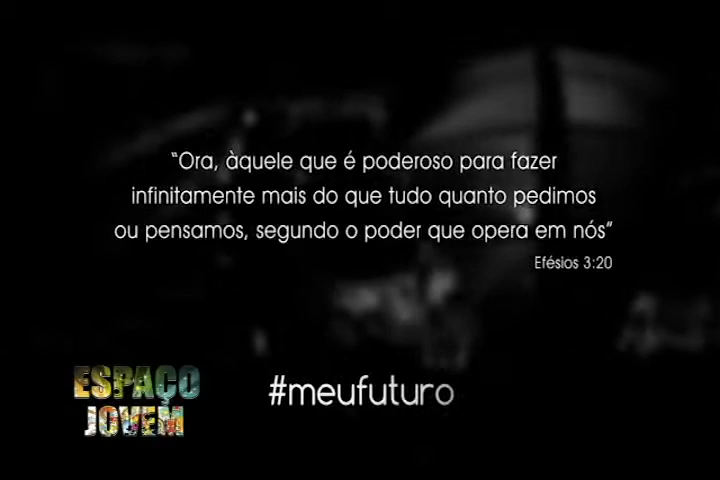 “Ora, àquele que é poderoso para fazer
infinitamente mais do que tudo quanto pedimos
ou pensamos, segundo o poder que opera em nós”
Efésios 3:20
ESPAÇO
JOVEM
#meufuturo